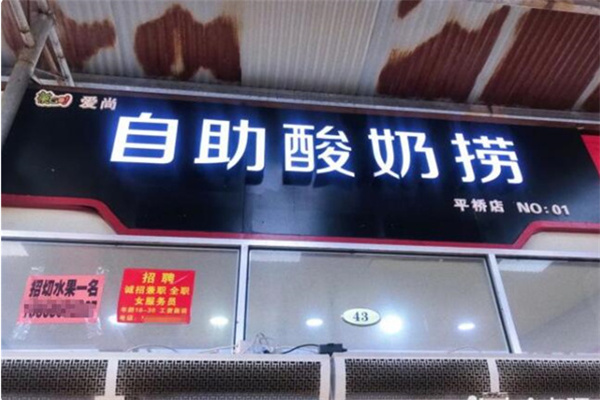 爱尚
自助酸奶捞
平桥店 NO:01
招切水果一名
招聘
诚招兼职 全职
女服务员
43